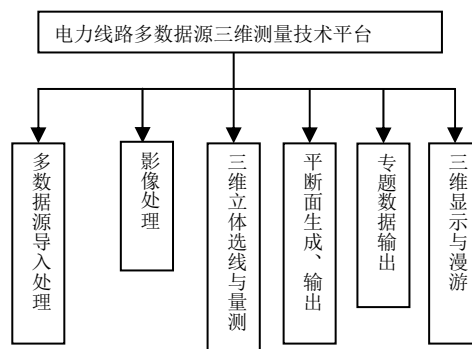 电力线路多数据源三维测量技术平台
多数据源导入处理
影像处理
三维立体选线与量测
平断面生成、输出
专题数据输出
三维显示与漫游